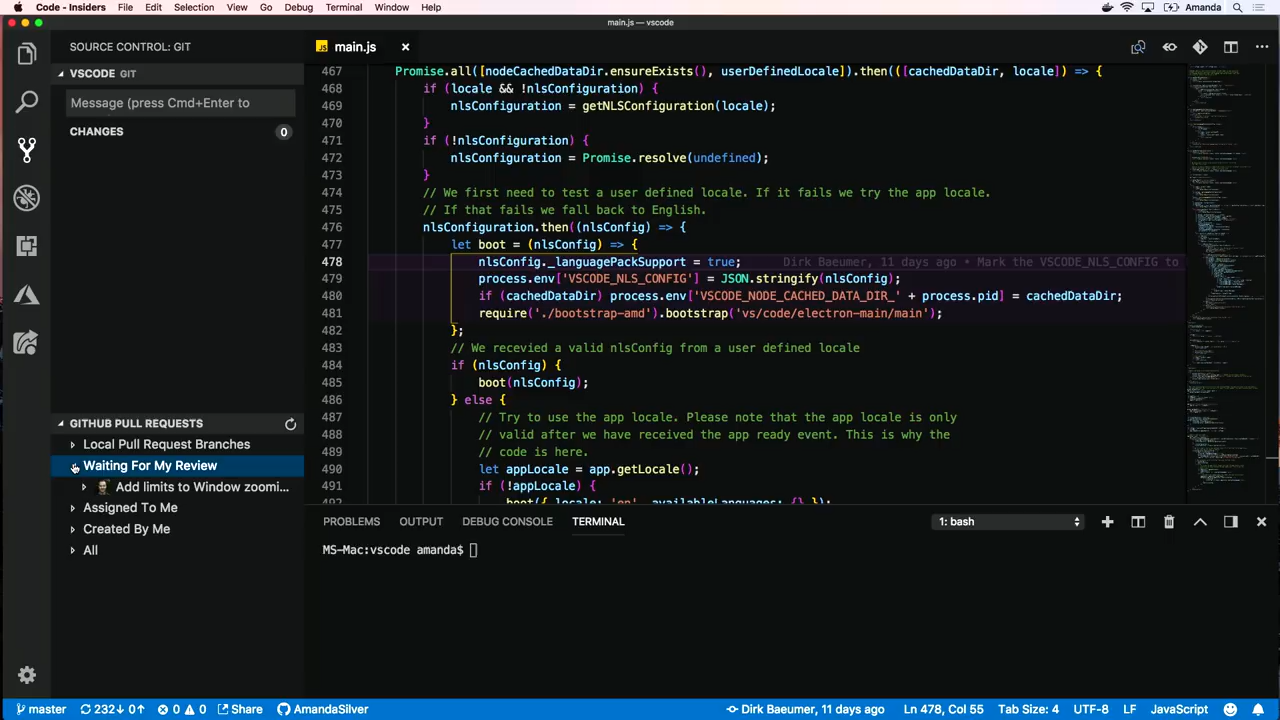 Code - Insiders File Edit Selection View Go Debug Terminal Window Help Amanda
main.js — vscode
SOURCE CONTROL: GIT
VSCODE GIT
Message (press Cmd+Enter to
CHANGES 0
GITHUB PULL REQUESTS
Local Pull Request Branches
Waiting For My Review
Add limits to Window zoomi...
Assigned To Me
Created By Me
All
JS main.js
467 Promise.all([nodeCachedDataDir.ensureExists(), userDefinedLocale]).then(([cachedDataDir, locale]) => {
468 if (locale && !nlsConfiguration) {
469 nlsConfiguration = getNLSConfiguration(locale);
470 }
471 if (!nlsConfiguration) {
472 nlsConfiguration = Promise.resolve(undefined);
473 }
474 // We first need to test a user defined locale. If it fails we try the app locale.
475 // If that fails we fall back to English.
476 nlsConfiguration.then((nlsConfig) => {
477 let boot = (nlsConfig) => {
478 nlsConfig._languagePackSupport = true; k Baeumer, 11 days ago • Mark the VSCODE_NLS_CONFIG to
479 process.env['VSCODE_NLS_CONFIG'] = JSON.stringify(nlsConfig);
480 if (cachedDataDir) process.env['VSCODE_NODE_CACHED_DATA_DIR_' + process.pid] = cachedDataDir;
481 require('./bootstrap-amd').bootstrap('vs/code/electron-main/main');
482 };
483 // We recevied a valid nlsConfig from a user defined locale
484 if (nlsConfig) {
485 boot(nlsConfig);
486 } else {
487 // Try to use the app locale. Please note that the app locale is only
488 // valid after we have received the app ready event. This is why the
489 // code is here.
490 let appLocale = app.getLocale();
491 if (!appLocale) {
492 boot({ locale: 'en', availableLanguages: {} });
PROBLEMS OUTPUT DEBUG CONSOLE TERMINAL 1: bash
MS-Mac:vscode amanda$
master 232↓ 0↑ 0 0 Share AmandaSilver Dirk Baeumer, 11 days ago Ln 478, Col 55 Tab Size: 4 UTF-8 LF JavaScript